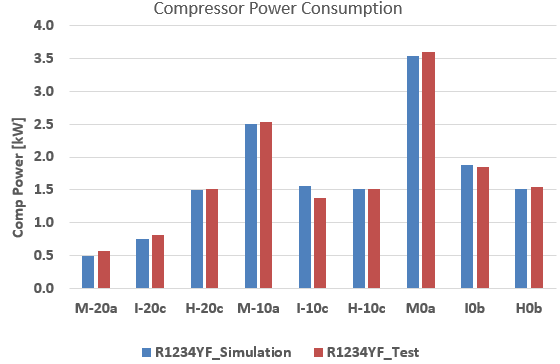 Compressor Power Consumption
4.0
3.5
3.0
2.5
2.0
1.5
1.0
0.5
0.0
Comp Power [kW]
M-20a I-20c H-20c M-10a I-10c H-10c M0a I0b H0b
R1234YF_Simulation R1234YF_Test